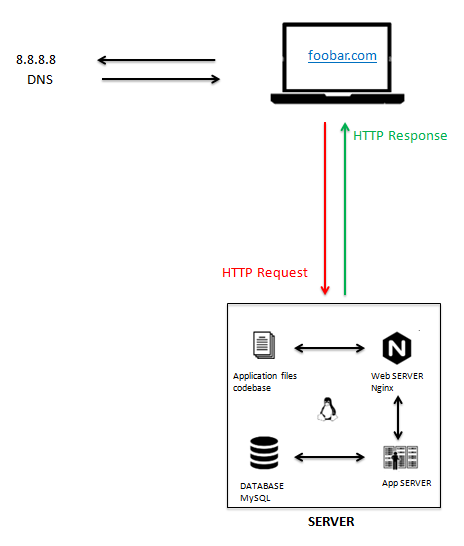 8.8.8.8
DNS
foobar.com
HTTP Response
HTTP Request
Application files
codebase
N
Web SERVER
Nginx
DATABASE
MySQL
App SERVER
SERVER